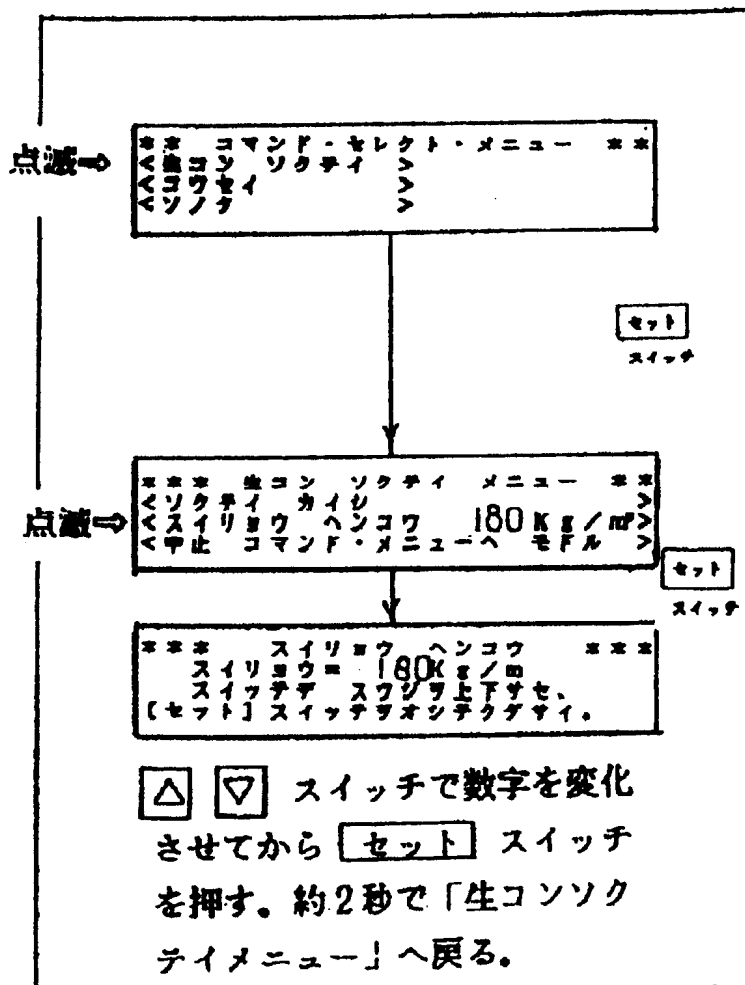 点滅⇒
** コマンド・セレクト・メニュー **
<生コン ソクテイ >
<コウセイ >
<ソノタ >
セット
スイッチ
*** 生コン ソクテイ メニュー **
<ソクテイ カイシ >
点滅⇒
<スイリョウ ヘンコウ 180Kg/m³>
<中止 コマンド・メニューヘ モドル >
セット
スイッチ
*** スイリョウ ヘンコウ ***
スイリョウ= 180Kg/m
スイッチデ スウジヲ上下サセ、
[セット] スイッチヲオシテクダサイ。
△ ▽ スイッチで数字を変化
させてから セット スイッチ
を押す。約2秒で「生コンソク
テイメニュー」へ戻る。